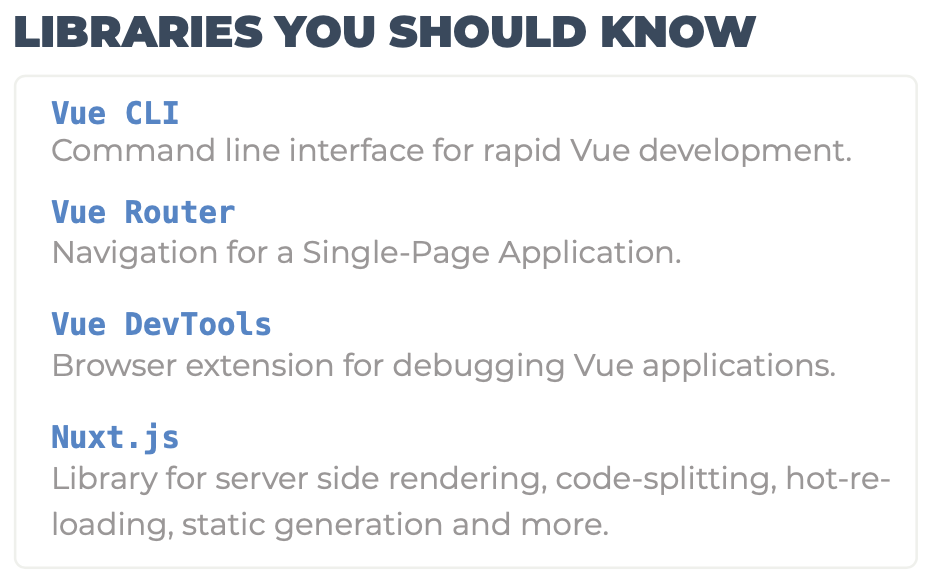 LIBRARIES YOU SHOULD KNOW
Vue CLI
Command line interface for rapid Vue development.
Vue Router
Navigation for a Single-Page Application.
Vue DevTools
Browser extension for debugging Vue applications.
Nuxt.js
Library for server side rendering, code-splitting, hot-re-
loading, static generation and more.